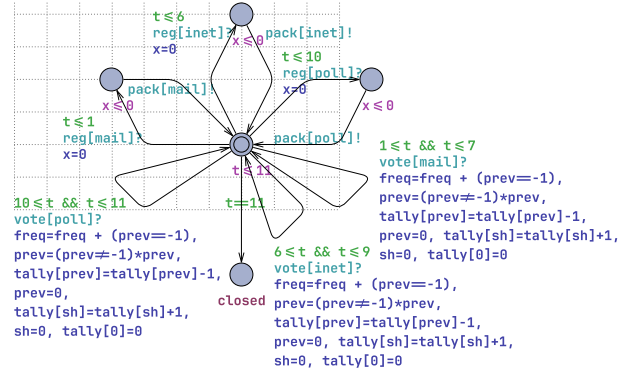 t<=6
reg[inet]?
x=0
x<=0
pack[inet]!
t<=10
reg[poll]?
x=0
x<=0
pack[mail]!
x<=0
t<=1
reg[mail]?
x=0
pack[poll]!
t<=11
t==11
closed
1<=t && t<=7
vote[mail]?
freq=freq + (prev==-1),
prev=(prev!=-1)*prev,
tally[prev]=tally[prev]-1,
prev=0, tally[sh]=tally[sh]+1,
sh=0, tally[0]=0
10<=t && t<=11
vote[poll]?
freq=freq + (prev==-1),
prev=(prev!=-1)*prev,
tally[prev]=tally[prev]-1,
prev=0,
tally[sh]=tally[sh]+1,
sh=0, tally[0]=0
6<=t && t<=9
vote[inet]?
freq=freq + (prev==-1),
prev=(prev!=-1)*prev,
tally[prev]=tally[prev]-1,
prev=0, tally[sh]=tally[sh]+1,
sh=0, tally[0]=0